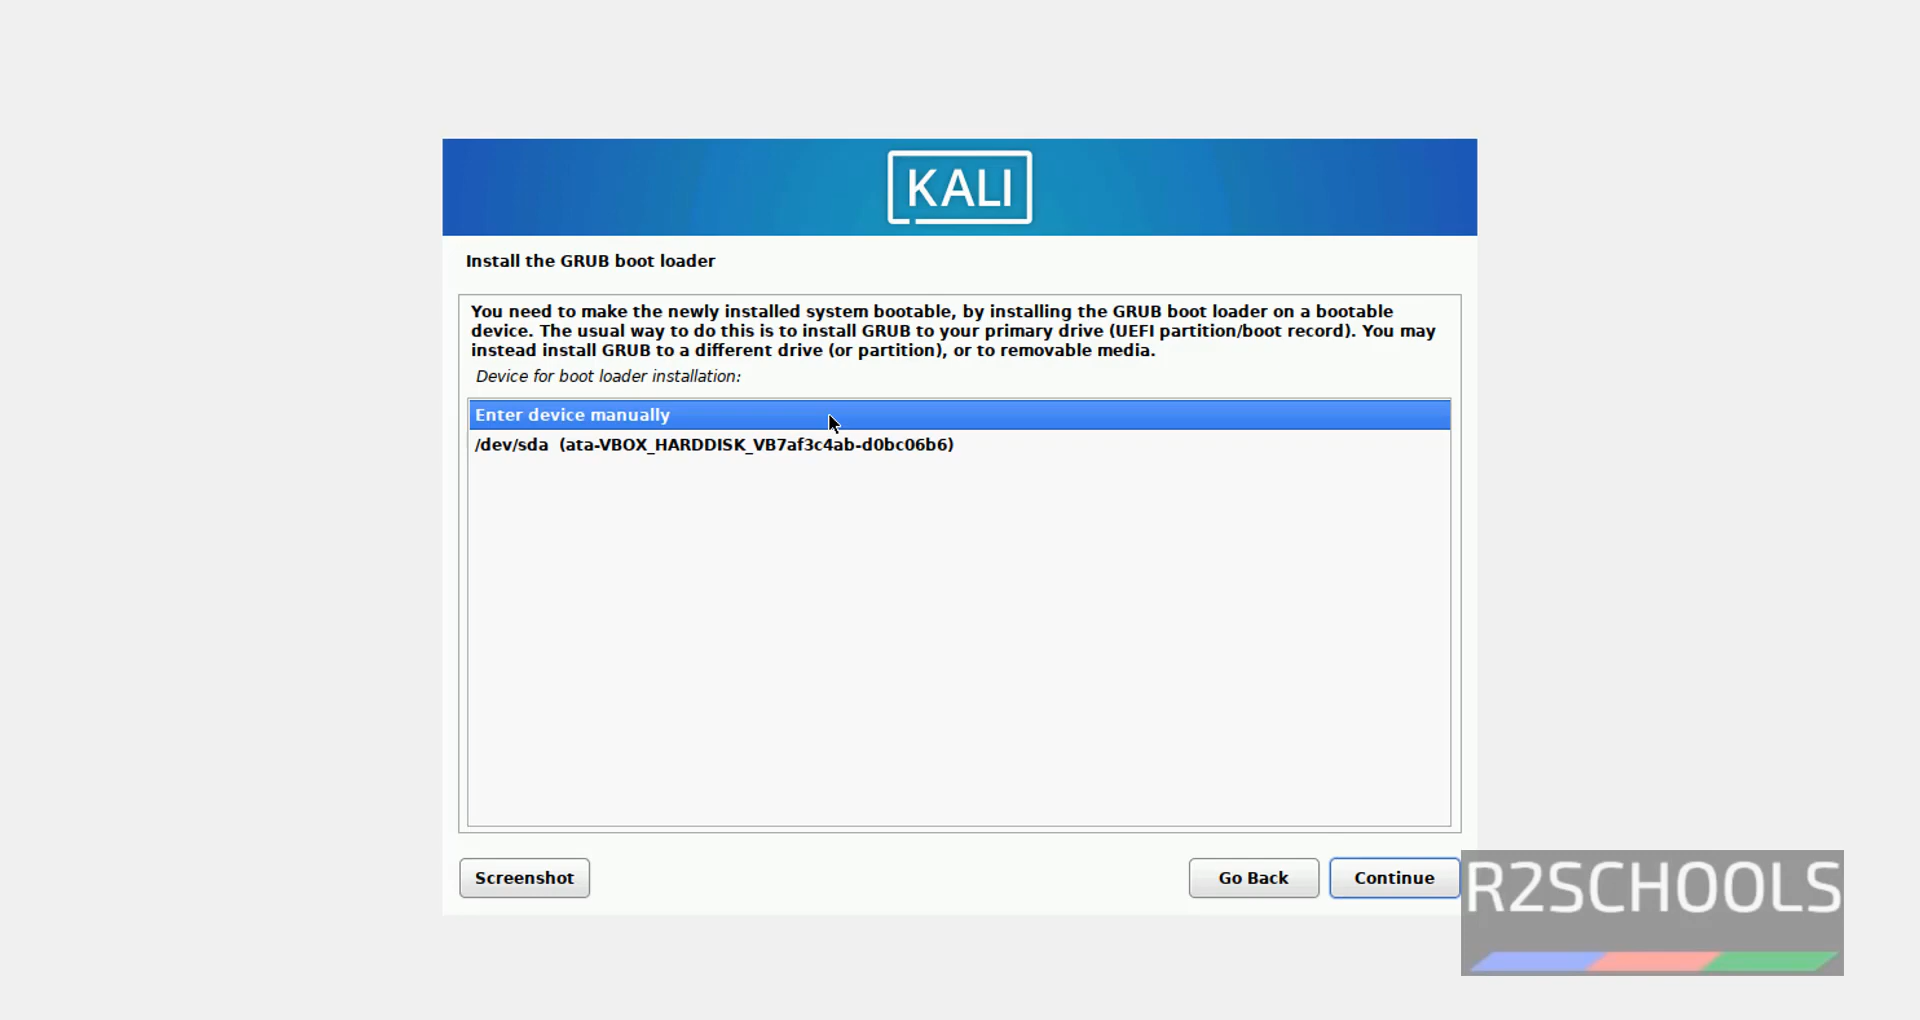 KALI
Install the GRUB boot loader
You need to make the newly installed system bootable, by installing the GRUB boot loader on a bootable
device. The usual way to do this is to install GRUB to your primary drive (UEFI partition/boot record). You may
instead install GRUB to a different drive (or partition), or to removable media.
Device for boot loader installation:
Enter device manually
/dev/sda  (ata-VBOX_HARDDISK_VB7af3c4ab-d0bc06b6)
Screenshot
Go Back
Continue
R2SCHOOLS